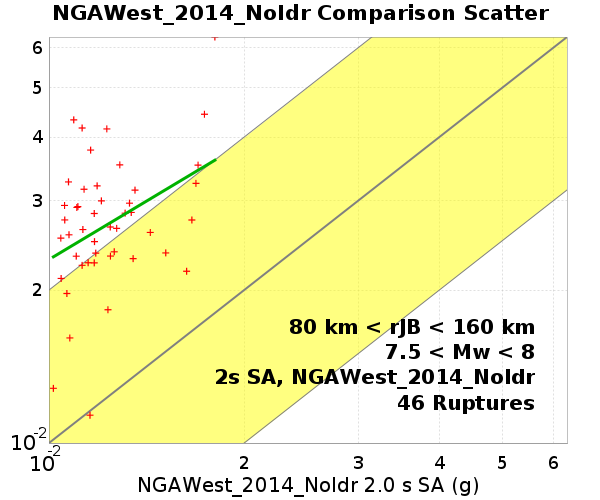 NGAWest_2014_NoIdr Comparison Scatter
6
5
4
3
2
10-2
10-2
2
3
4
5
6
80 km < rJB < 160 km
7.5 < Mw < 8
2s SA, NGAWest_2014_NoIdr
46 Ruptures
NGAWest_2014_NoIdr 2.0 s SA (g)